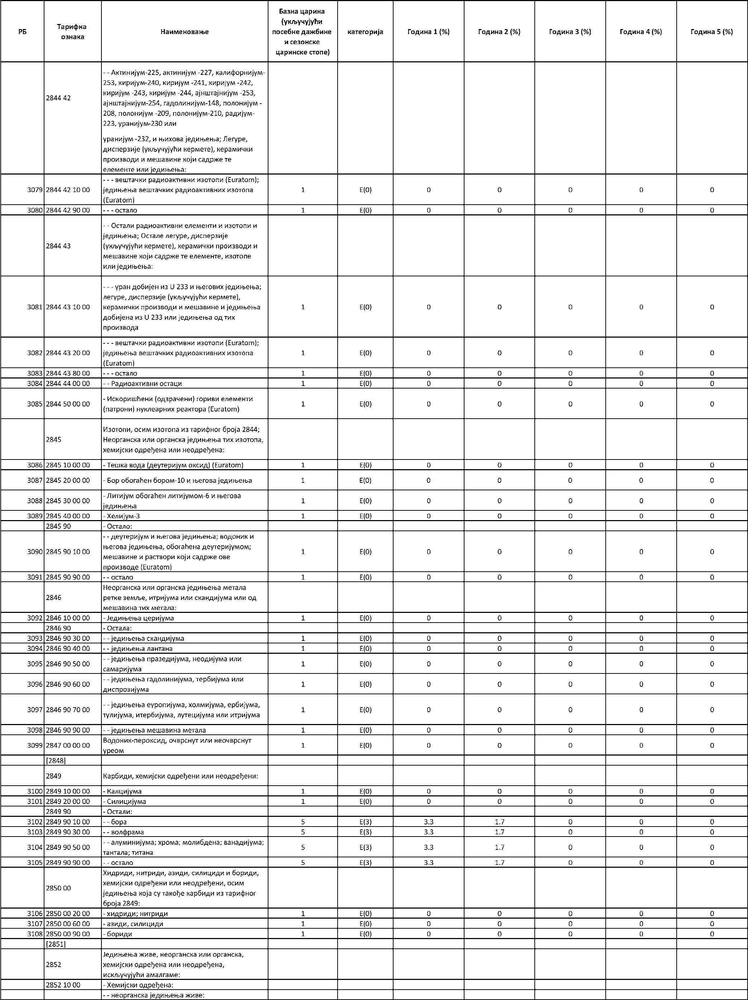 РБ Тарифна ознака Наименовање Базна царина (укључујући посебне дажбине и сезонске царинске стопе) категорија Година 1 (%) Година 2 (%) Година 3 (%) Година 4 (%) Година 5 (%)
2844 42
- - Актинијум-225, актинијум -227, калифорнијум-
253, киријум-240, киријум -241, киријум -242,
киријум -243, киријум -244, ајнштајнијум -253,
ајнштајнијум-254, гадолинијум-148, полонијум -
208, полонијум -209, полонијум-210, радијум-
223, уранијум-230 или
уранијум -232, и њихова једињења; Легуре,
дисперзије (укључујући кермете), керамички
производи и мешавине који садрже те
елементе или једињења:
- - - вештачки радиоактивни изотопи (Euratom);
3079 2844 42 10 00 једињења вештачких радиоактивних изотопа 1 E(0) 0 0 0 0 0
(Euratom)
3080 2844 42 90 00 - - - остало 1 E(0) 0 0 0 0 0
- - Остали радиоактивни елементи и изотопи и
једињења; Остале легуре, дисперзије
2844 43 (укључујући кермете), керамички производи и
мешавине који садрже те елементе, изотопе
или једињења:
- - - уран добијен из U 233 и његових једињења;
легуре, дисперзије (укључујући кермете),
3081 2844 43 10 00 керамички производи и мешавине и једињења 1 E(0) 0 0 0 0 0
добијена из U 233 или једињења од тих
производа
- - - вештачки радиоактивни изотопи (Euratom);
3082 2844 43 20 00 једињења вештачких радиоактивних изотопа 1 E(0) 0 0 0 0 0
(Euratom)
3083 2844 43 80 00 - - - остало 1 E(0) 0 0 0 0 0
3084 2844 44 00 00 - - Радиоактивни остаци 1 E(0) 0 0 0 0 0
3085 2844 50 00 00 - Искоришћени (одзрачени) гориви елементи 1 E(0) 0 0 0 0 0
(патрони) нуклеарних реактора (Euratom)
Изотопи, осим изотопа из тарифног броја 2844;
2845 Неорганска или органска једињења тих изотопа,
хемијски одређена или неодређена:
3086 2845 10 00 00 - Тешка вода (деутеријум оксид) (Euratom) 1 E(0) 0 0 0 0 0
3087 2845 20 00 00 - Бор обогаћен бором-10 и његова једињења 1 E(0) 0 0 0 0 0
3088 2845 30 00 00 - Литијум обогаћен литијумом-6 и његова 1 E(0) 0 0 0 0 0
једињења
3089 2845 40 00 00 - Хелијум-3 1 E(0) 0 0 0 0 0
2845 90 - Остало:
- - деутеријум и његова једињења; водоник и
3090 2845 90 10 00 његова једињења, обогаћена деутеријумом; 1 E(0) 0 0 0 0 0
мешавине и раствори који садрже ове
производе (Euratom)
3091 2845 90 90 00 - - остало 1 E(0) 0 0 0 0 0
Неорганска или органска једињења метала
2846 ретке земље, итријума или скандијума или од
мешавина тих метала:
3092 2846 10 00 00 - Једињења церијума 1 E(0) 0 0 0 0 0
2846 90 - Остала:
3093 2846 90 30 00 - - једињења скандијума 1 E(0) 0 0 0 0 0
3094 2846 90 40 00 - - једињења лантана 1 E(0) 0 0 0 0 0
3095 2846 90 50 00 - - једињења празедијума, неодијума или 1 E(0) 0 0 0 0 0
самаријума
3096 2846 90 60 00 - - једињења гадолинијума, тербијума или 1 E(0) 0 0 0 0 0
диспрозијума
3097 2846 90 70 00 - - једињења еуропијума, холмијума, ербијума, 1 E(0) 0 0 0 0 0
тулијума, итербијума, лутецијума или итријума
3098 2846 90 90 00 - - једињења мешавина метала 1 E(0) 0 0 0 0 0
3099 2847 00 00 00 Водоник-пероксид, очврснут или неочврснут 1 E(0) 0 0 0 0 0
уреом
[2848]
2849 Карбиди, хемијски одређени или неодређени:
3100 2849 10 00 00 - Калцијума 1 E(0) 0 0 0 0 0
3101 2849 20 00 00 - Силицијума 1 E(0) 0 0 0 0 0
2849 90 - Остали:
3102 2849 90 10 00 - - бора 5 E(3) 3.3 1.7 0 0 0
3103 2849 90 30 00 - - волфрама 5 E(3) 3.3 1.7 0 0 0
3104 2849 90 50 00 - - алуминијума; хрома; молибдена; ванадијума; 5 E(3) 3.3 1.7 0 0 0
тантала; титана
3105 2849 90 90 00 - - остало 5 E(3) 3.3 1.7 0 0 0
Хидриди, нитриди, азиди, силициди и бориди,
2850 00 хемијски одређени или неодређени, осим
једињења која су такође карбиди из тарифног
броја 2849:
3106 2850 00 20 00 - хидриди; нитриди 1 E(0) 0 0 0 0 0
3107 2850 00 60 00 - азиди, силициди 1 E(0) 0 0 0 0 0
3108 2850 00 90 00 - бориди 1 E(0) 0 0 0 0 0
[2851]
Једињења живе, неорганска или органска,
2852 хемијски одређена или неодређена,
искључујући амалгаме:
2852 10 00 - Хемијски одређена:
- - неорганска једињења живе: